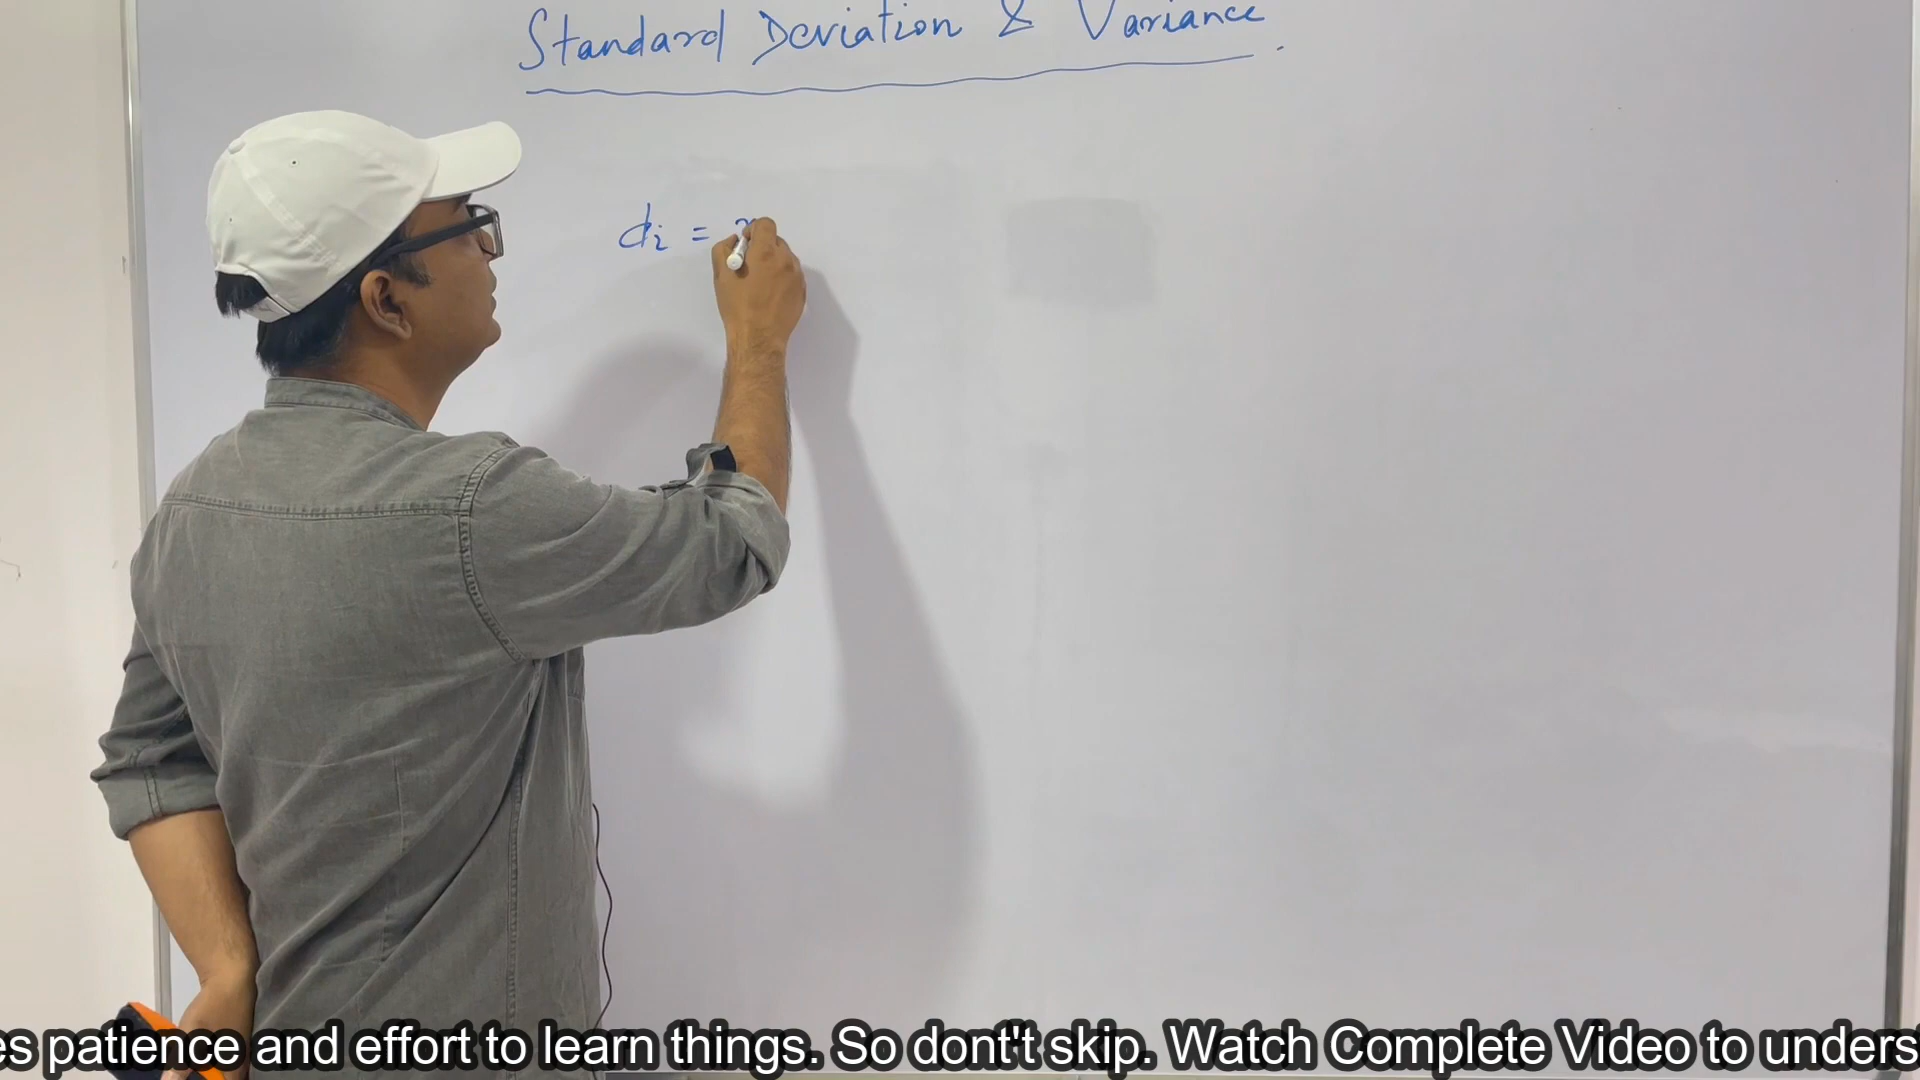 Standard Deviation & Variance.
di = x
es patience and effort to learn things. So dont't skip. Watch Complete Video to unders